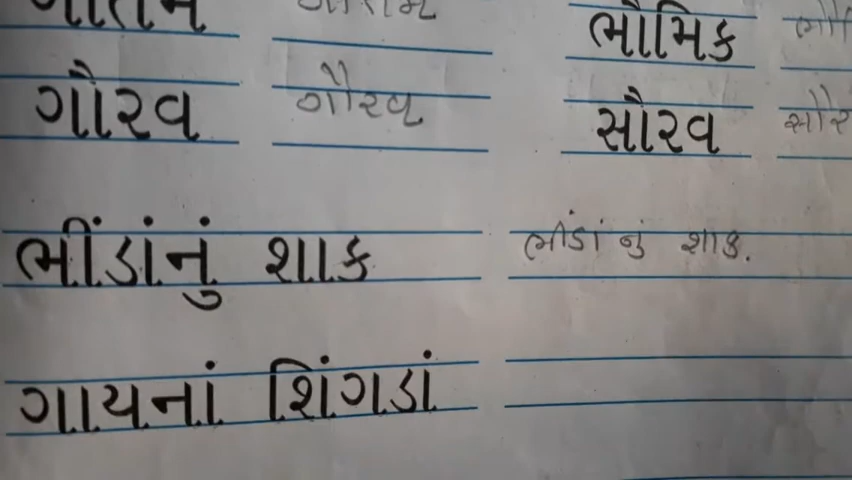 ભૌમિક
ગૌરવ ગૌરવ સૌરવ
ભીંડાંનું શાક ભીંડાં નું શાક.
ગાયનાં શિંગડાં